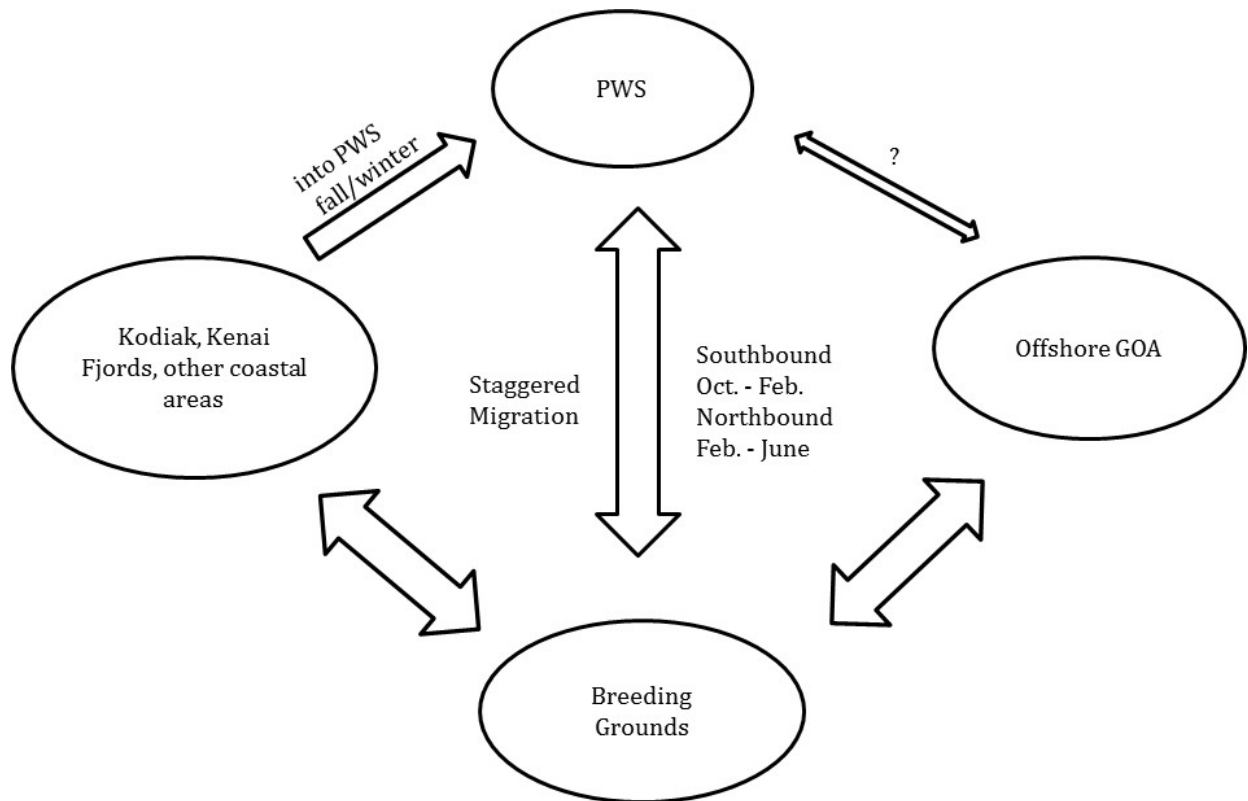 PWS
into PWS
fall/winter
?
Kodiak, Kenai
Fjords, other coastal
areas
Staggered
Migration
Southbound
Oct. - Feb.
Northbound
Feb. - June
Offshore GOA
Breeding
Grounds